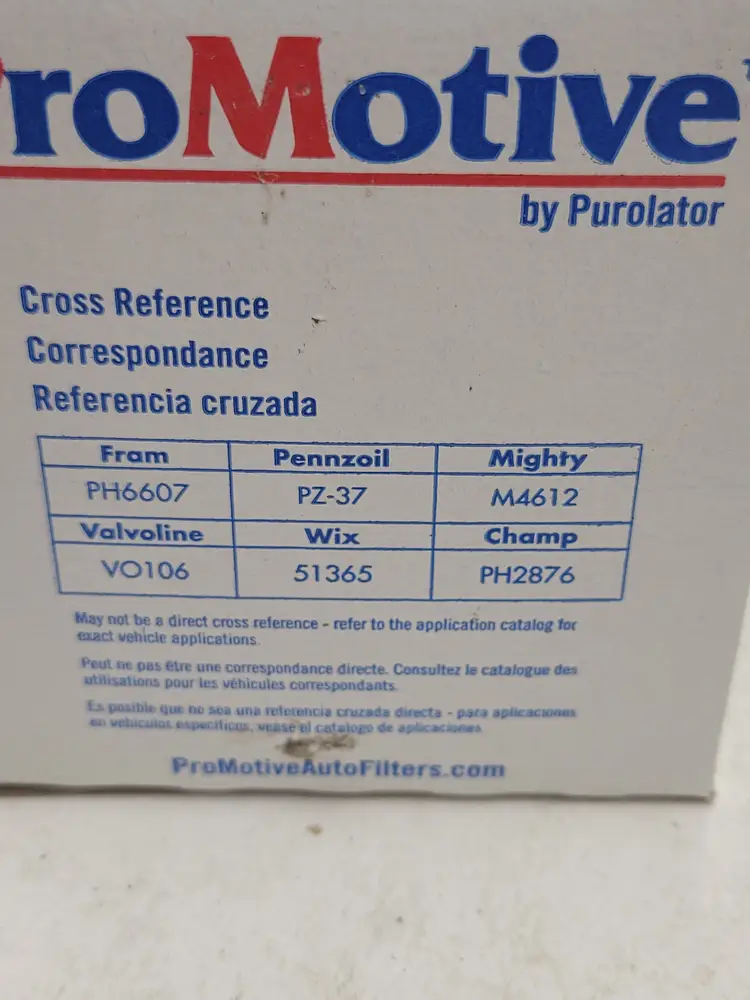 ProMotive
by Purolator
Cross Reference
Correspondance
Referencia cruzada
Fram Pennzoil Mighty
PH6607 PZ-37 M4612
Valvoline Wix Champ
VO106 51365 PH2876
May not be a direct cross reference - refer to the application catalog for
exact vehicle applications.
Peut ne pas être une correspondance directe. Consultez le catalogue des
utilisations pour les véhicules correspondants.
Es posible que no sea una referencia cruzada directa - para aplicaciones
en vehículos específicos, vease el catalogo de aplicaciones.
ProMotiveAutoFilters.com